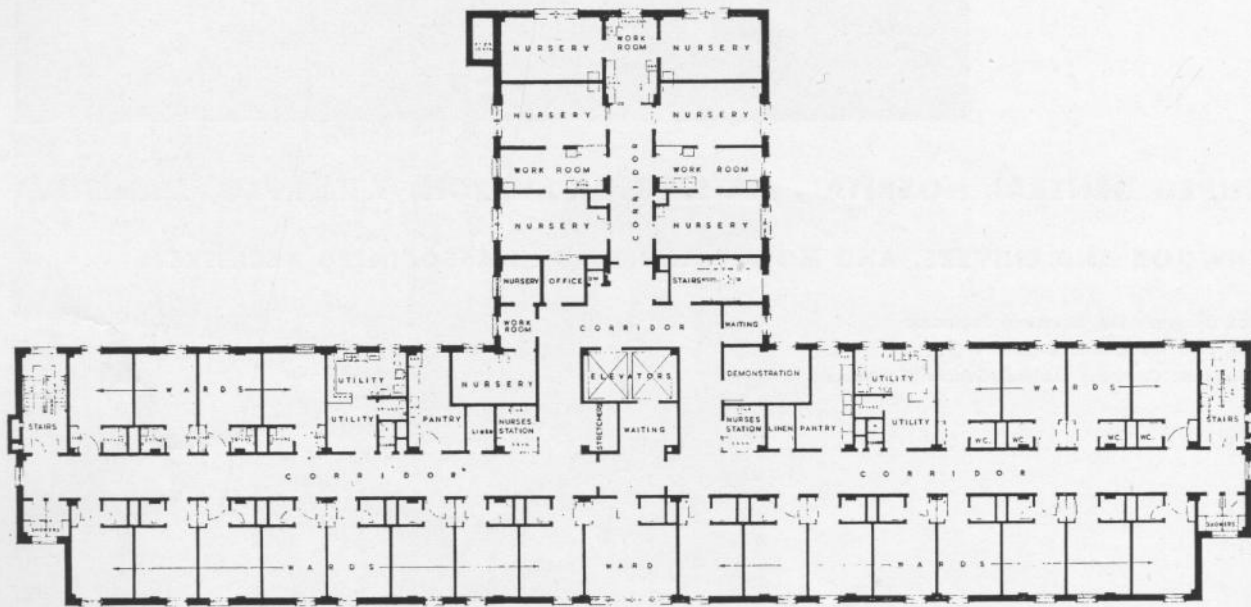 NURSERY WORK ROOM NURSERY
NURSERY NURSERY
WORK ROOM WORK ROOM
CORRIDOR
NURSERY NURSERY
NURSERY OFFICE STAIRS
WORK ROOM CORRIDOR WAITING
NURSERY ELEVATORS DEMONSTRATION
WARDS UTILITY UTILITY WARDS
STAIRS UTILITY PANTRY LINEN NURSES STATION STRETCHERS WAITING NURSES STATION LINEN PANTRY UTILITY W.C. W.C. W.C. W.C. STAIRS
CORRIDOR CORRIDOR
SHOWERS SHOWERS
WARDS WARD WARDS